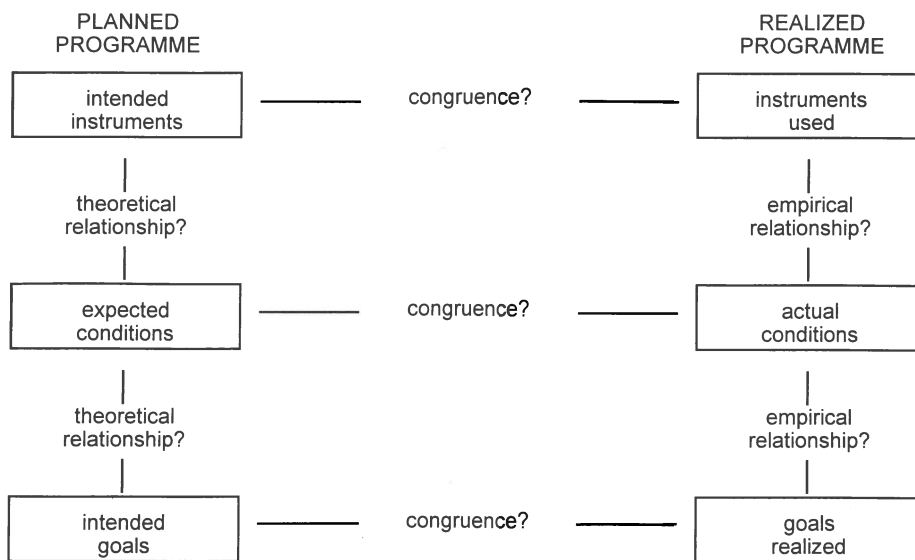 PLANNED
PROGRAMME
REALIZED
PROGRAMME
intended
instruments
congruence?
instruments
used
theoretical
relationship?
empirical
relationship?
expected
conditions
congruence?
actual
conditions
theoretical
relationship?
empirical
relationship?
intended
goals
congruence?
goals
realized